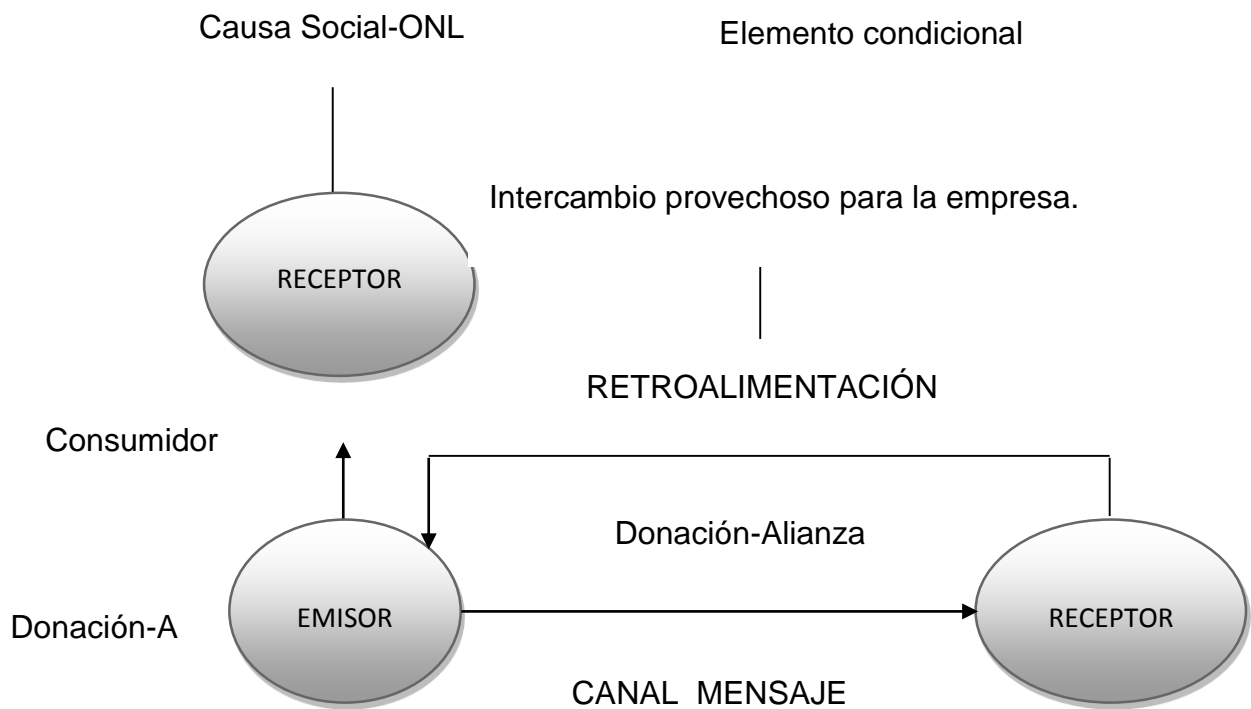 Causa Social-ONL
Elemento condicional
Intercambio provechoso para la empresa.
RECEPTOR
RETROALIMENTACIÓN
Consumidor
Donación-Alianza
Donación-A
EMISOR
RECEPTOR
CANAL MENSAJE